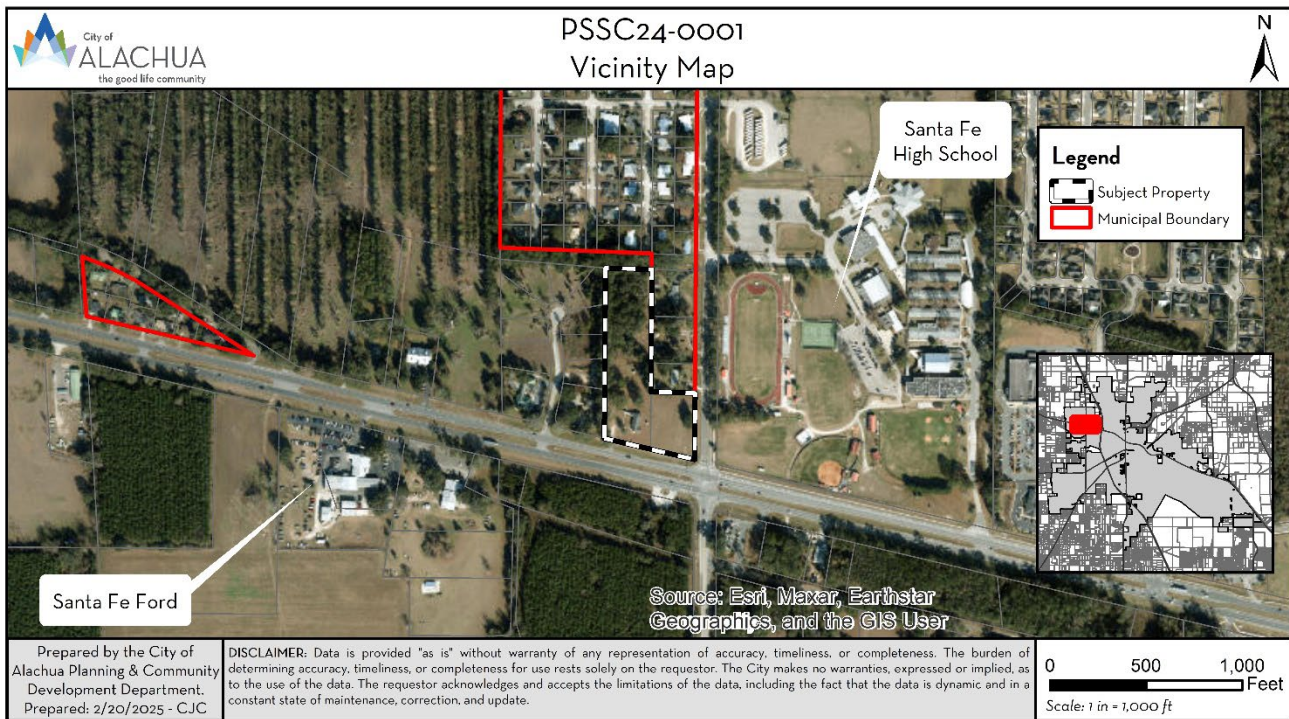 City of
ALACHUA
the good life community
PSSC24-0001
Vicinity Map
N
Santa Fe
High School
Legend
Subject Property
Municipal Boundary
Santa Fe Ford
Source: Esri, Maxar, Earthstar
Geographics, and the GIS User
Prepared by the City of
Alachua Planning & Community
Development Department.
Prepared: 2/20/2025 - CJC
DISCLAIMER: Data is provided "as is" without warranty of any representation of accuracy, timeliness, or completeness. The burden of
determining accuracy, timeliness, or completeness for use rests solely on the requestor. The City makes no warranties, expressed or implied, as
to the use of the data. The requestor acknowledges and accepts the limitations of the data, including the fact that the data is dynamic and in a
constant state of maintenance, correction, and update.
0 500 1,000
Feet
Scale: 1 in = 1,000 ft